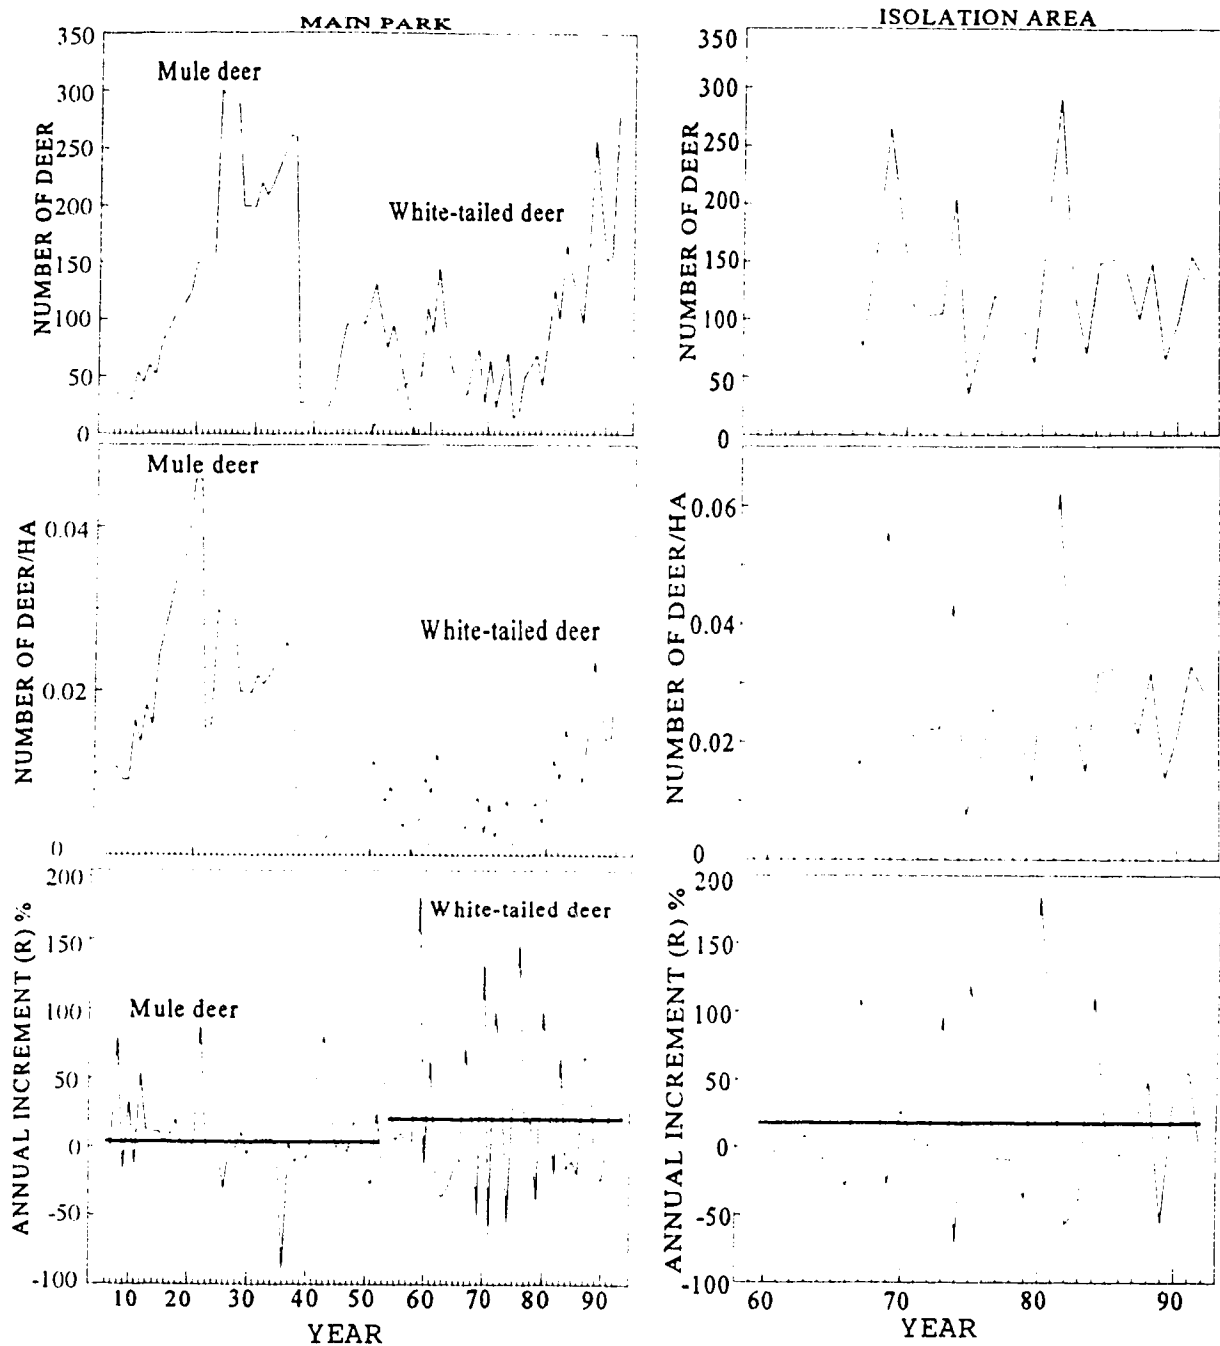 MAIN PARK
ISOLATION AREA
NUMBER OF DEER
350
300
250
200
150
100
50
0
Mule deer
White-tailed deer
NUMBER OF DEER
350
300
250
200
150
100
50
0
NUMBER OF DEER/HA
0.04
0.02
0
Mule deer
White-tailed deer
NUMBER OF DEER/HA
0.06
0.04
0.02
0
ANNUAL INCREMENT (R) %
200
150
100
50
0
-50
-100
Mule deer
White-tailed deer
10 20 30 40 50 60 70 80 90
YEAR
ANNUAL INCREMENT (R) %
200
150
100
50
0
-50
-100
60 70 80 90
YEAR